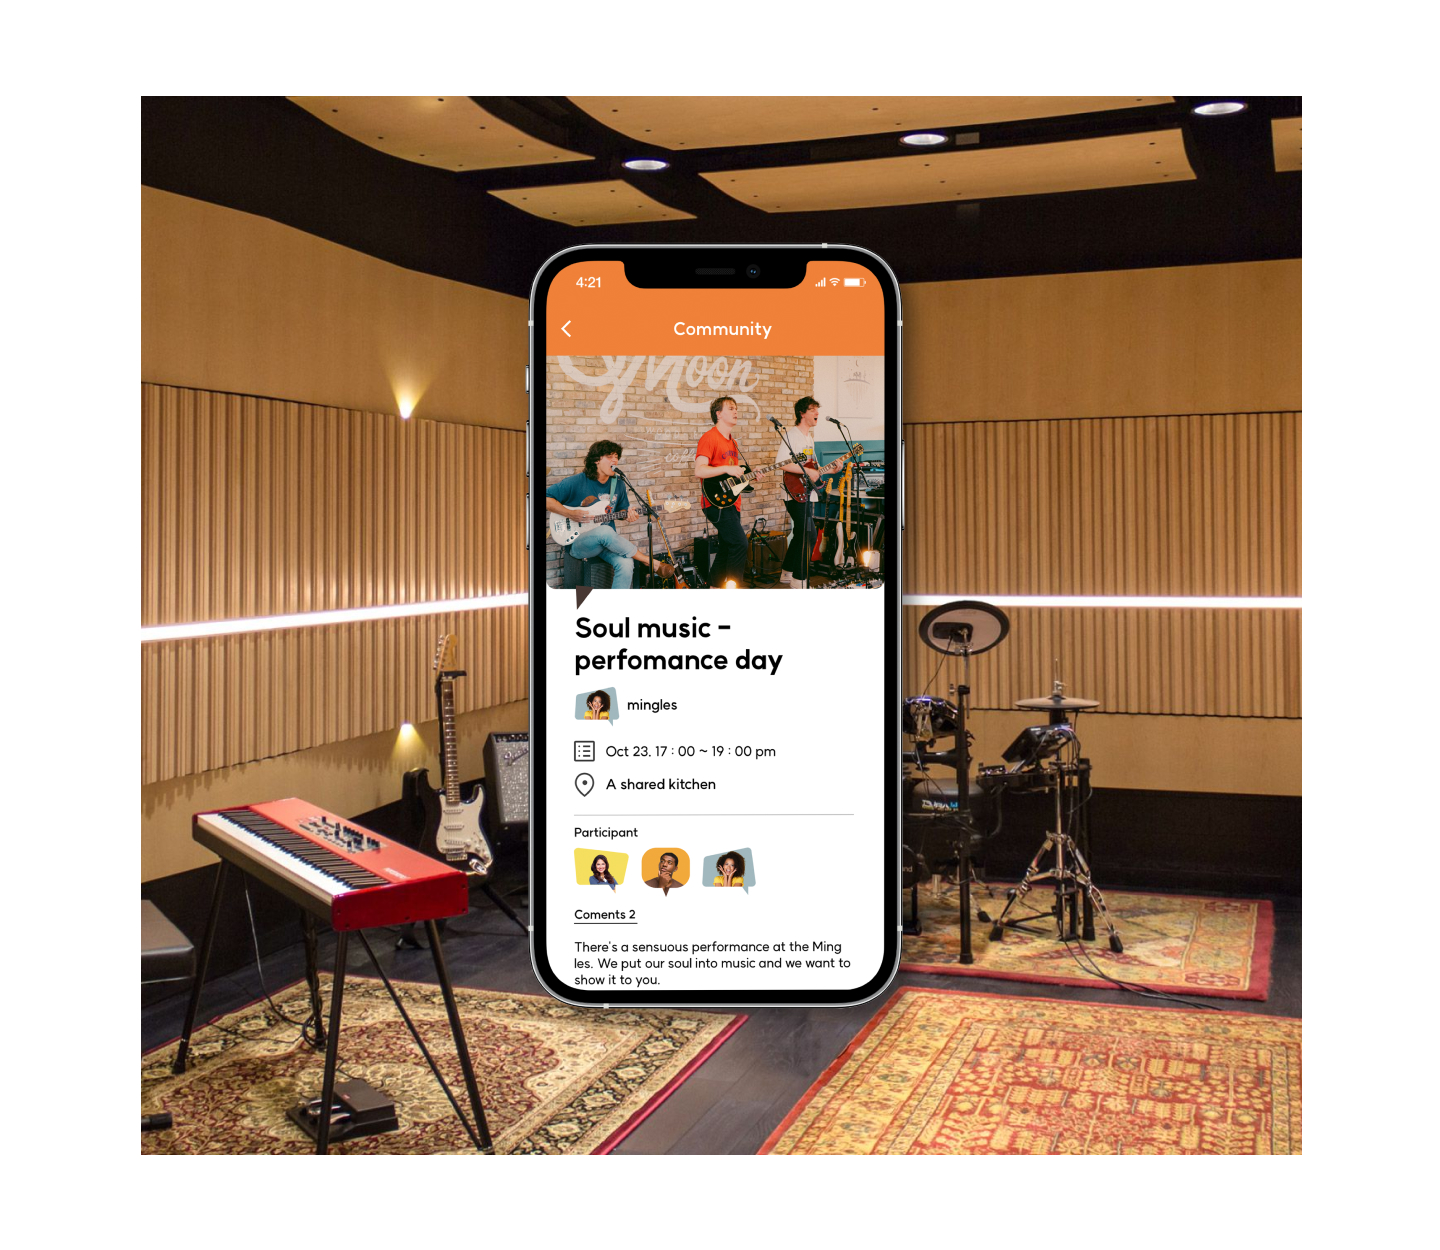 4:21
Community
Moon
Soul music -
perfomance day
mingles
Oct 23. 17 : 00 ~ 19 : 00 pm
A shared kitchen
Participant
Coments 2
There's a sensuous performance at the Ming
les. We put our soul into music and we want to
show it to you.